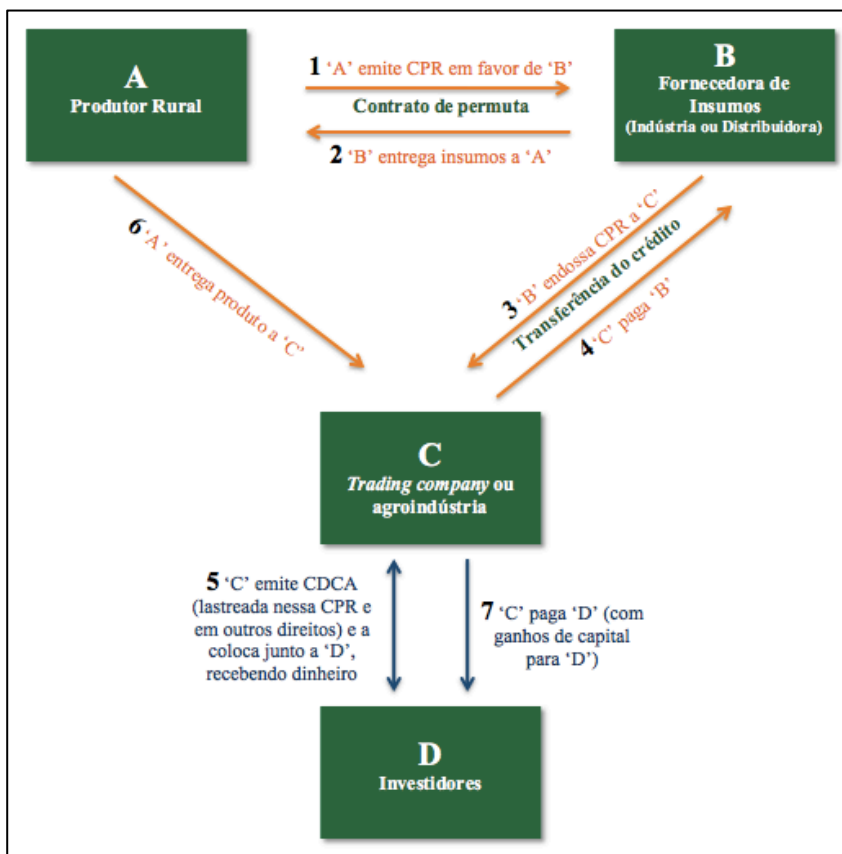 A
Produtor Rural
1 ‘A’ emite CPR em favor de ‘B’
Contrato de permuta
2 ‘B’ entrega insumos a ‘A’
B
Fornecedora de
Insumos
(Indústria ou Distribuidora)
6 ‘A’ entrega produto a ‘C’
3 ‘B’ endossa CPR a ‘C’
Transferência do crédito
4 ‘C’ paga ‘B’
C
Trading company ou
agroindústria
5 ‘C’ emite CDCA
(lastreada nessa CPR e
em outros direitos) e a
coloca junto a ‘D’,
recebendo dinheiro
7 ‘C’ paga ‘D’ (com
ganhos de capital
para ‘D’)
D
Investidores